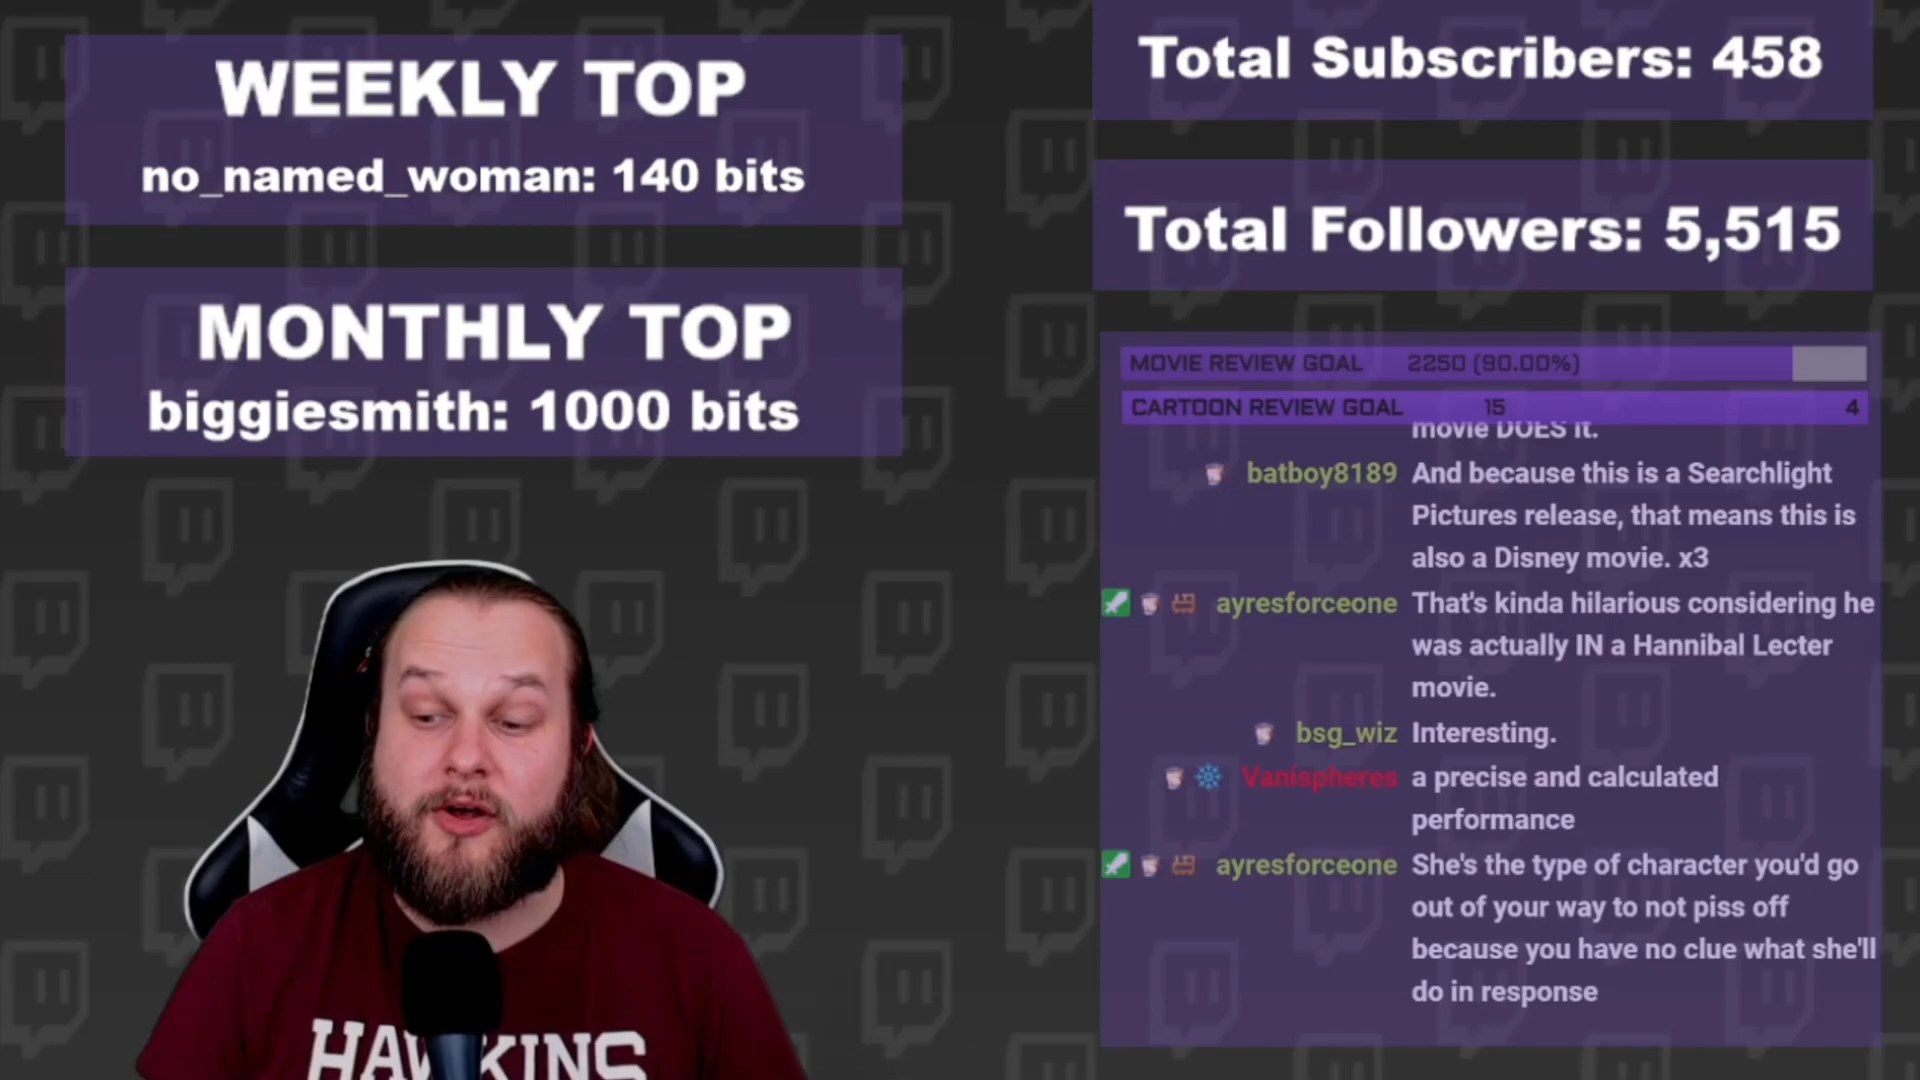 WEEKLY TOP
no_named_woman: 140 bits
MONTHLY TOP
biggiesmith: 1000 bits
Total Subscribers: 458
Total Followers: 5,515
MOVIE REVIEW GOAL 2250 (90.00%)
CARTOON REVIEW GOAL 15 4
movie DOES it.
batboy8189 And because this is a Searchlight
Pictures release, that means this is
also a Disney movie. x3
ayresforceone That's kinda hilarious considering he
was actually IN a Hannibal Lecter
movie.
bsg_wiz Interesting.
Vanispheres a precise and calculated
performance
ayresforceone She's the type of character you'd go
out of your way to not piss off
because you have no clue what she'll
do in response
HAWKINS